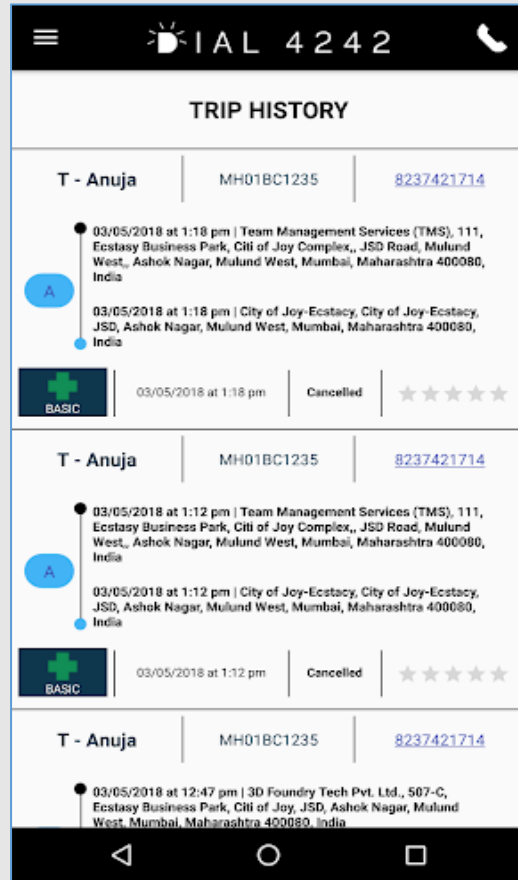 DIAL 4242
TRIP HISTORY
T - Anuja MH01BC1235 8237421714
03/05/2018 at 1:18 pm | Team Management Services (TMS), 111,
Ecstasy Business Park, Citi of Joy Complex,, JSD Road, Mulund
West,, Ashok Nagar, Mulund West, Mumbai, Maharashtra 400080,
India
A
03/05/2018 at 1:18 pm | City of Joy-Ecstacy, City of Joy-Ecstacy,
JSD, Ashok Nagar, Mulund West, Mumbai, Maharashtra 400080,
India
BASIC 03/05/2018 at 1:18 pm Cancelled
T - Anuja MH01BC1235 8237421714
03/05/2018 at 1:12 pm | Team Management Services (TMS), 111,
Ecstasy Business Park, Citi of Joy Complex,, JSD Road, Mulund
West,, Ashok Nagar, Mulund West, Mumbai, Maharashtra 400080,
India
A
03/05/2018 at 1:12 pm | City of Joy-Ecstacy, City of Joy-Ecstacy,
JSD, Ashok Nagar, Mulund West, Mumbai, Maharashtra 400080,
India
BASIC 03/05/2018 at 1:12 pm Cancelled
T - Anuja MH01BC1235 8237421714
03/05/2018 at 12:47 pm | 3D Foundry Tech Pvt. Ltd., 507-C,
Ecstasy Business Park, Citi of Joy, JSD, Ashok Nagar, Mulund
West, Mumbai, Maharashtra 400080, India